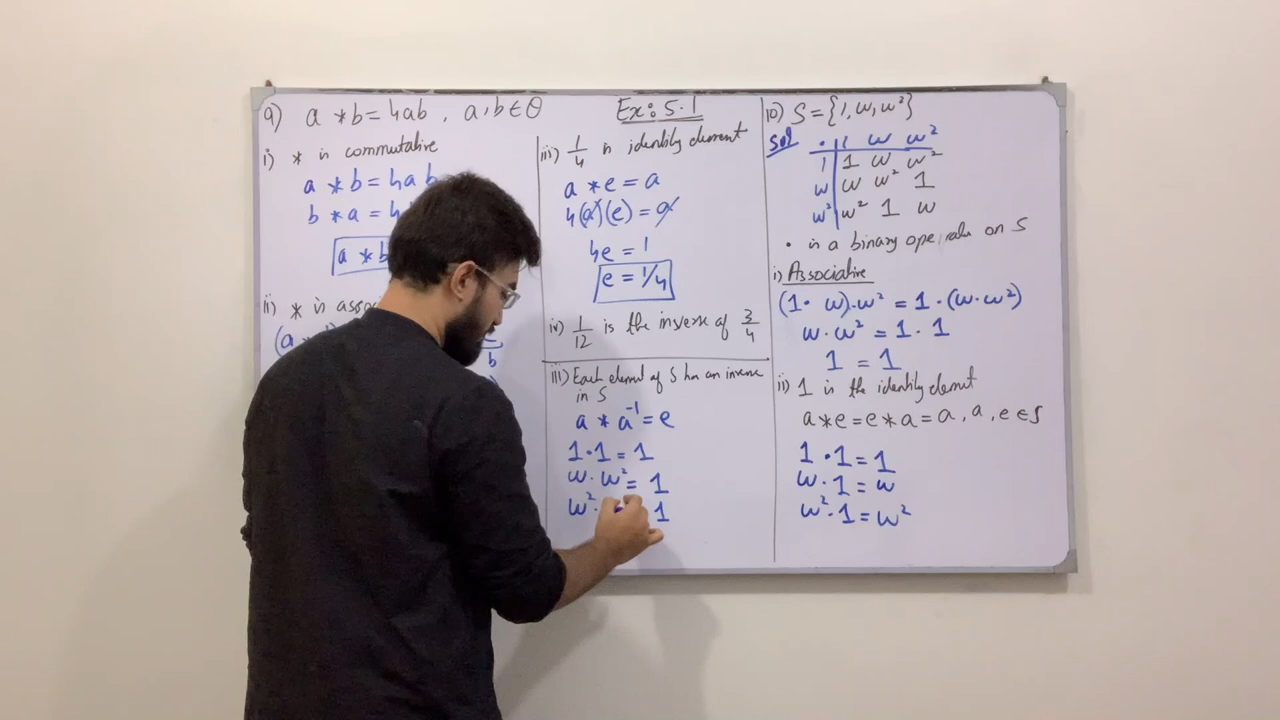 9) a * b = 4ab , a, b ∈ Q
i) * is commutative
a * b = 4ab
b * a = 4
a * b
ii) * is assoc
(a *
b
Ex: 5.1
iii) 1/4 is identity element
a * e = a
4(a)(e) = a
4e = 1
e = 1/4
iv) 1/12 is the inverse of 3/4
iii) Each elemet of S has an inverse
in S
a * a⁻¹ = e
1 · 1 = 1
w · w² = 1
w² · 1
10) S = {1, w, w²}
Sol
· 1 w w²
1 1 w w²
w w w² 1
w² w² 1 w
· is a binary operation on S
i) Associative
(1 · w) · w² = 1 · (w · w²)
w · w² = 1 · 1
1 = 1
ii) 1 is the identity elemet
a * e = e * a = a , a , e ∈ S
1 · 1 = 1
w · 1 = w
w² · 1 = w²